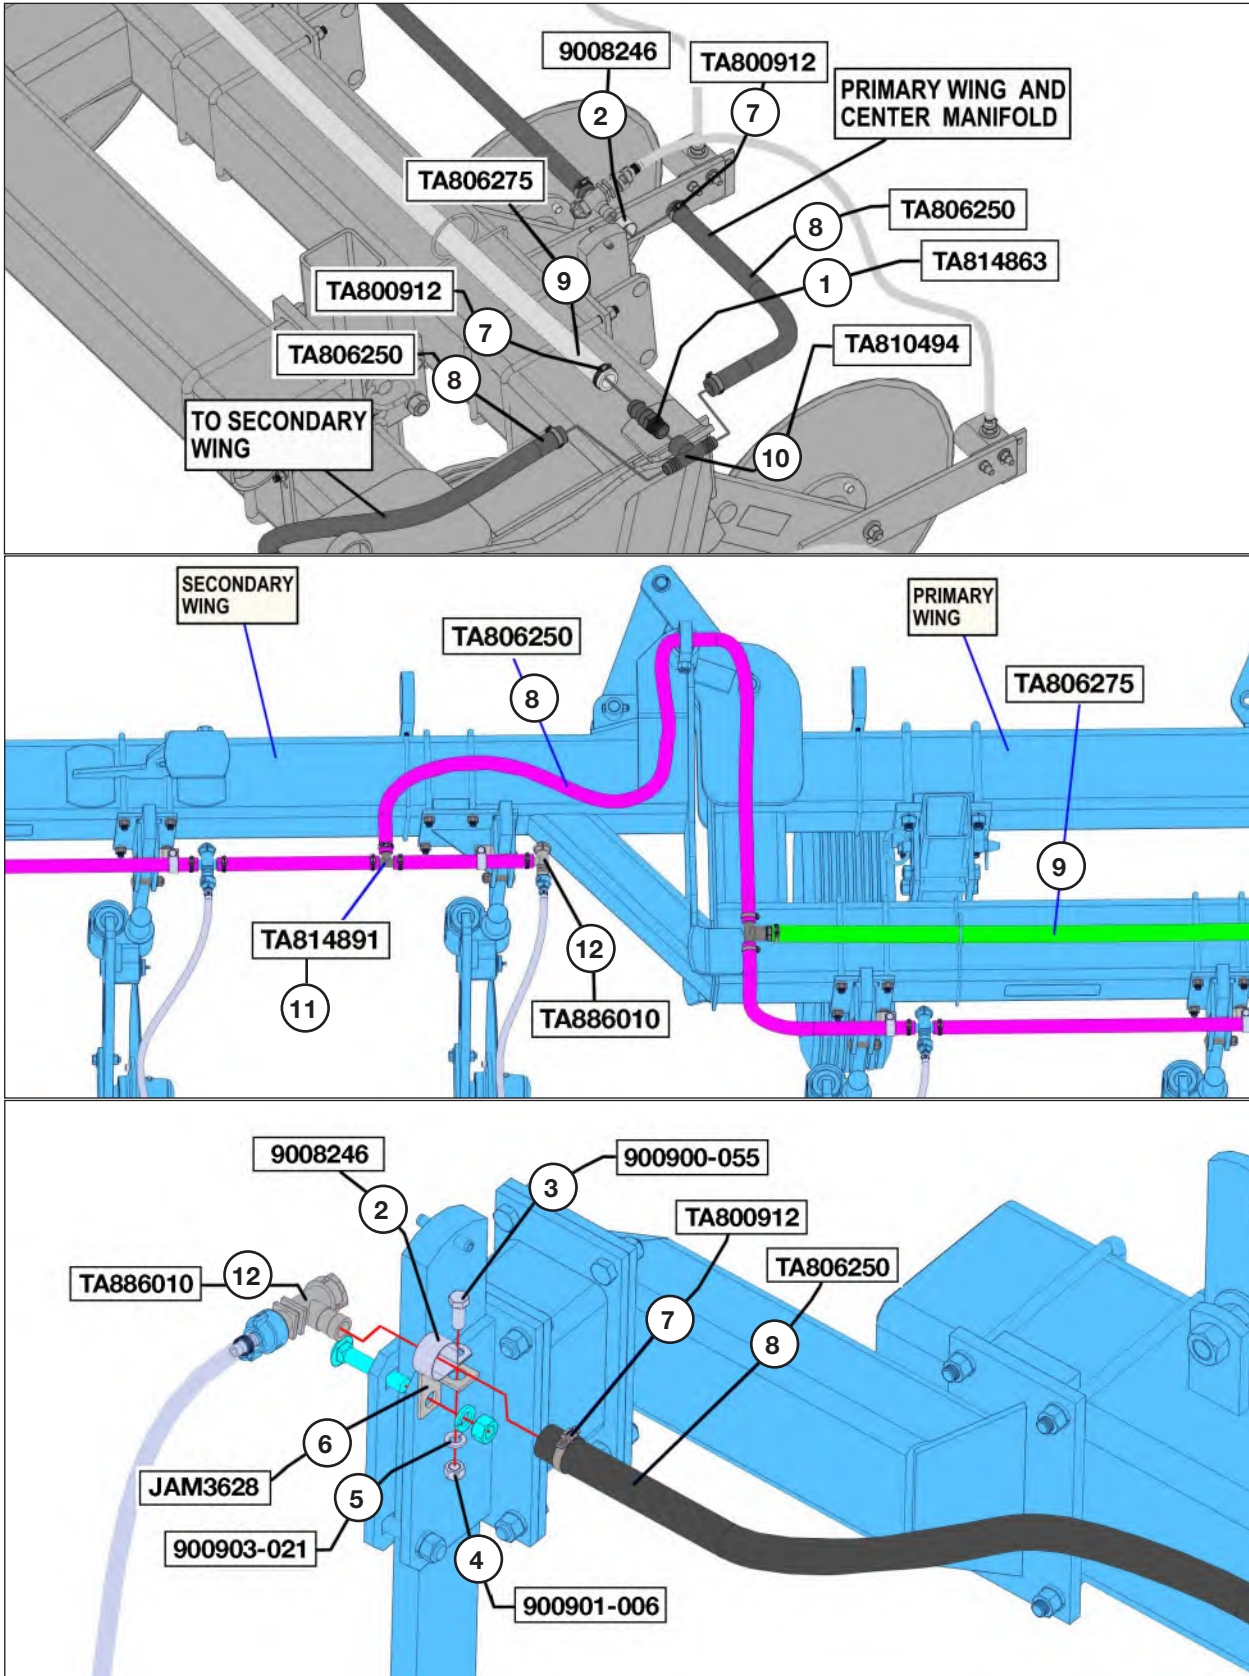 9008246
2
TA800912
7
PRIMARY WING AND
CENTER MANIFOLD
TA806275
9
8
TA806250
1
TA814863
TA800912
7
TA806250
8
TA810494
10
TO SECONDARY
WING
SECONDARY
WING
TA806250
8
PRIMARY
WING
TA806275
9
TA814891
11
12
TA886010
9008246
2
3
900900-055
TA800912
7
TA806250
8
TA886010
12
6
JAM3628
5
900903-021
4
900901-006